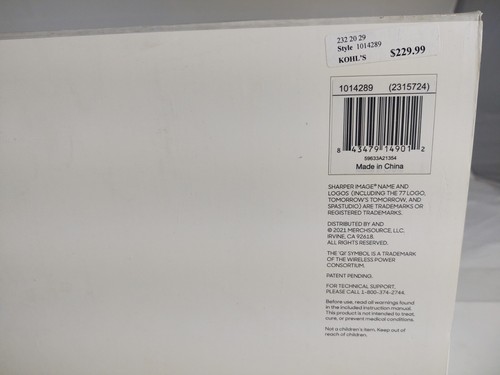 232 20 29
Style 1014289
KOHL'S $229.99
1014289 (2315724)
8 43479 14901 2
59633A21354
Made in China
SHARPER IMAGE® NAME AND
LOGOS (INCLUDING THE 77 LOGO,
TOMORROW'S TOMORROW, AND
SPASTUDIO) ARE TRADEMARKS OR
REGISTERED TRADEMARKS.
DISTRIBUTED BY AND
© 2021 MERCHSOURCE, LLC.
IRVINE, CA 92618.
ALL RIGHTS RESERVED.
THE 'QI' SYMBOL IS A TRADEMARK
OF THE WIRELESS POWER
CONSORTIUM.
PATENT PENDING.
FOR TECHNICAL SUPPORT,
PLEASE CALL 1-800-374-2744.
Before use, read all warnings found
in the included instruction manual.
This product is not intended to treat,
cure, or prevent medical conditions.
Not a children's item. Keep out of
reach of children.